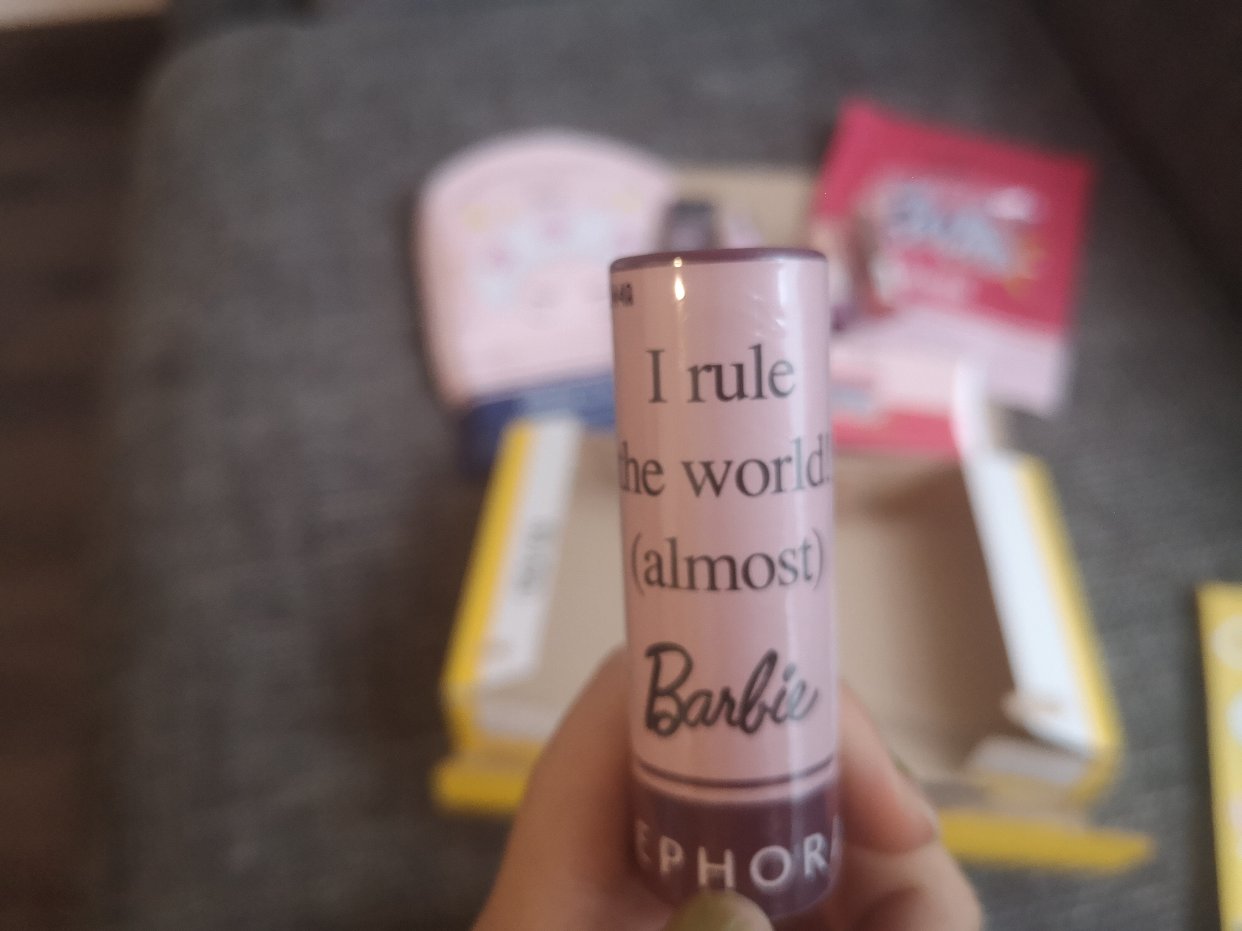 I rule
the world!
(almost)
Barbie
EPHORA